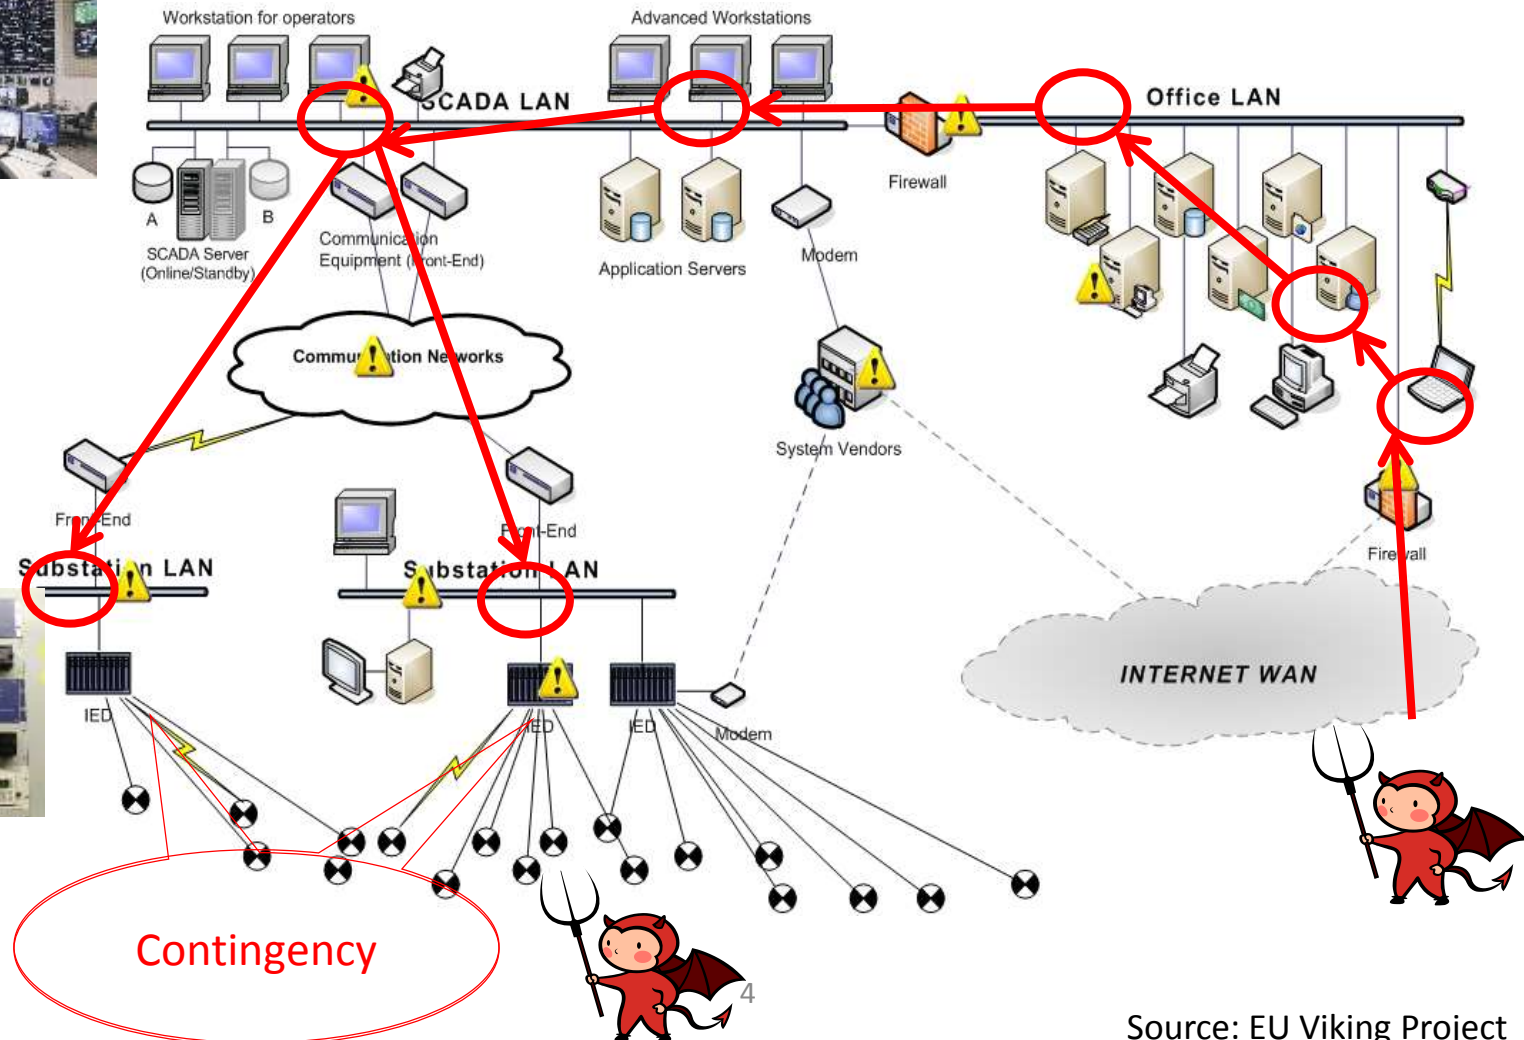 Workstation for operators
Advanced Workstations
SCADA LAN
Office LAN
Firewall
A
B
SCADA Server
(Online/Standby)
Communication
Equipment (Front-End)
Application Servers
Modem
Communication Networks
System Vendors
Front-End
Front-End
Firewall
Substation LAN
Substation LAN
INTERNET WAN
IED
IED
IED
Modem
Contingency
4
Source: EU Viking Project